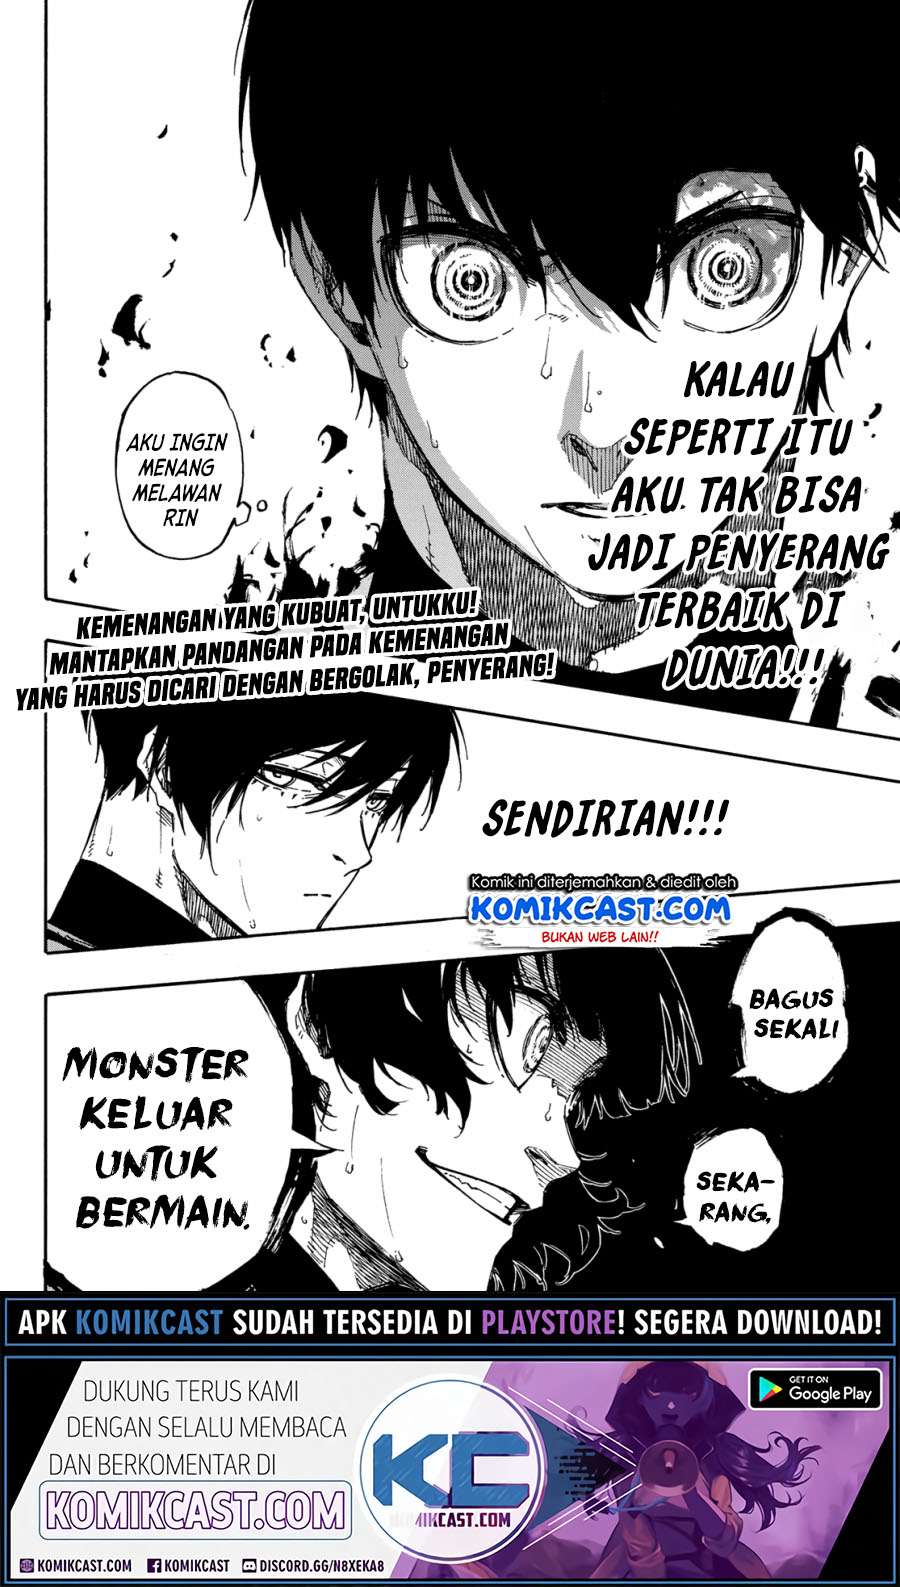 AKU INGIN
MENANG
MELAWAN
RIN
KALAU
SEPERTI ITU
AKU TAK BISA
JADI PENYERANG
TERBAIK DI
DUNIA!!!
KEMENANGAN YANG KUBUAT, UNTUKKU!
MANTAPKAN PANDANGAN PADA KEMENANGAN
YANG HARUS DICARI DENGAN BERGOLAK, PENYERANG!
SENDIRIAN!!!
Komik ini diterjemahkan & diedit oleh
KOMIKCAST.COM
BUKAN WEB LAIN!!
BAGUS
SEKALI
MONSTER
KELUAR
UNTUK
BERMAIN.
SEKA-
RANG,
APK KOMIKCAST SUDAH TERSEDIA DI PLAYSTORE! SEGERA DOWNLOAD!
DUKUNG TERUS KAMI
DENGAN SELALU MEMBACA
DAN BERKOMENTAR DI
KOMIKCAST.COM
KC
KOMIKCAST.COM
GET IT ON
Google Play
KOMIKCAST.COM
KOMIKCAST
DISCORD.GG/N8XEKA8